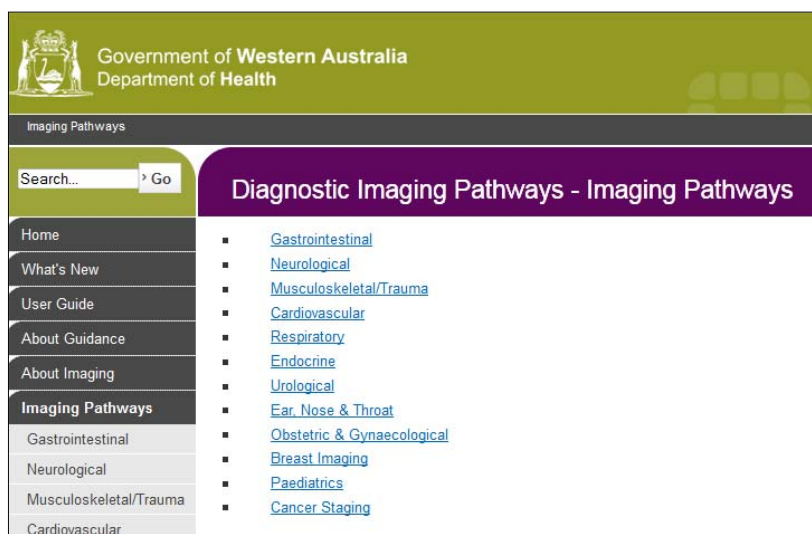 Government of Western Australia
Department of Health
Imaging Pathways
Search...
Go
Diagnostic Imaging Pathways - Imaging Pathways
Home
What's New
User Guide
About Guidance
About Imaging
Imaging Pathways
Gastrointestinal
Neurological
Musculoskeletal/Trauma
Cardiovascular
Gastrointestinal
Neurological
Musculoskeletal/Trauma
Cardiovascular
Respiratory
Endocrine
Urological
Ear, Nose & Throat
Obstetric & Gynaecological
Breast Imaging
Paediatrics
Cancer Staging